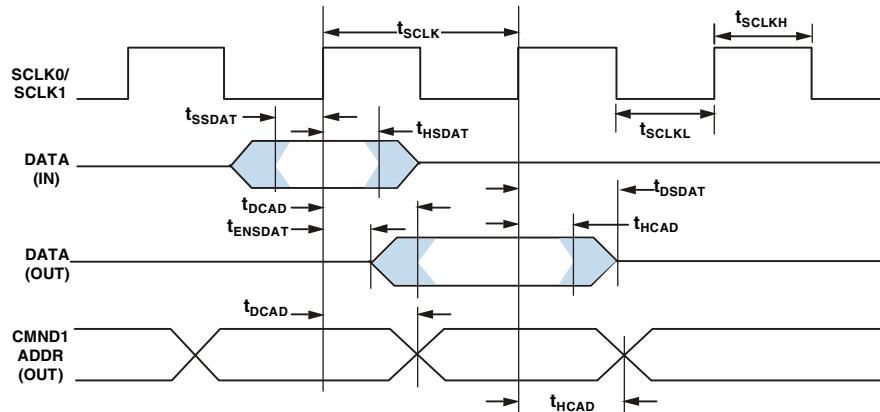 tSCLK
tSCLKH
SCLK0/
SCLK1
tSSDAT
tHSDAT
tSCLKL
DATA
(IN)
tDCAD
tDSDAT
tENSDAT
tHCAD
DATA
(OUT)
tDCAD
CMND1
ADDR
(OUT)
tHCAD